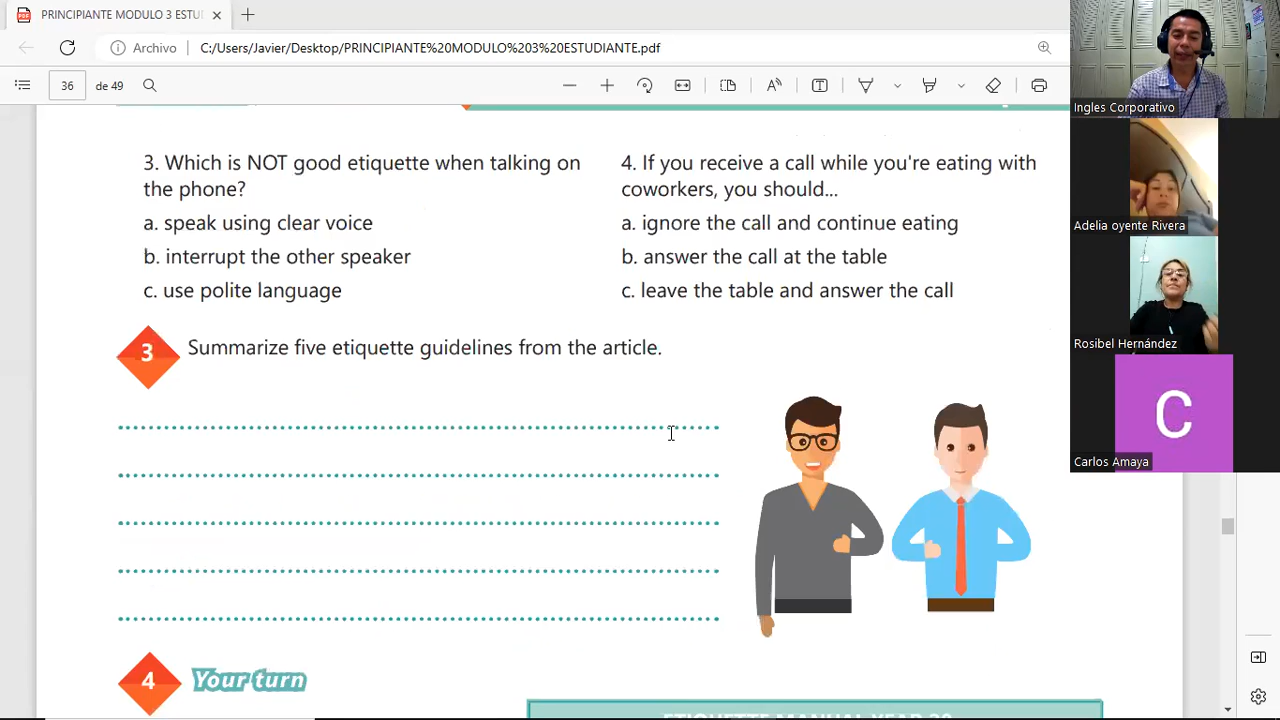 PRINCIPIANTE MODULO 3 ESTU
Archivo
C:/Users/Javier/Desktop/PRINCIPIANTE%20MODULO%203%20ESTUDIANTE.pdf
36
de 49
3. Which is NOT good etiquette when talking on
the phone?
a. speak using clear voice
b. interrupt the other speaker
c. use polite language
4. If you receive a call while you're eating with
coworkers, you should...
a. ignore the call and continue eating
b. answer the call at the table
c. leave the table and answer the call
3
Summarize five etiquette guidelines from the article.
4
Your turn
Ingles Corporativo
Adelia oyente Rivera
Rosibel Hernández
C
Carlos Amaya